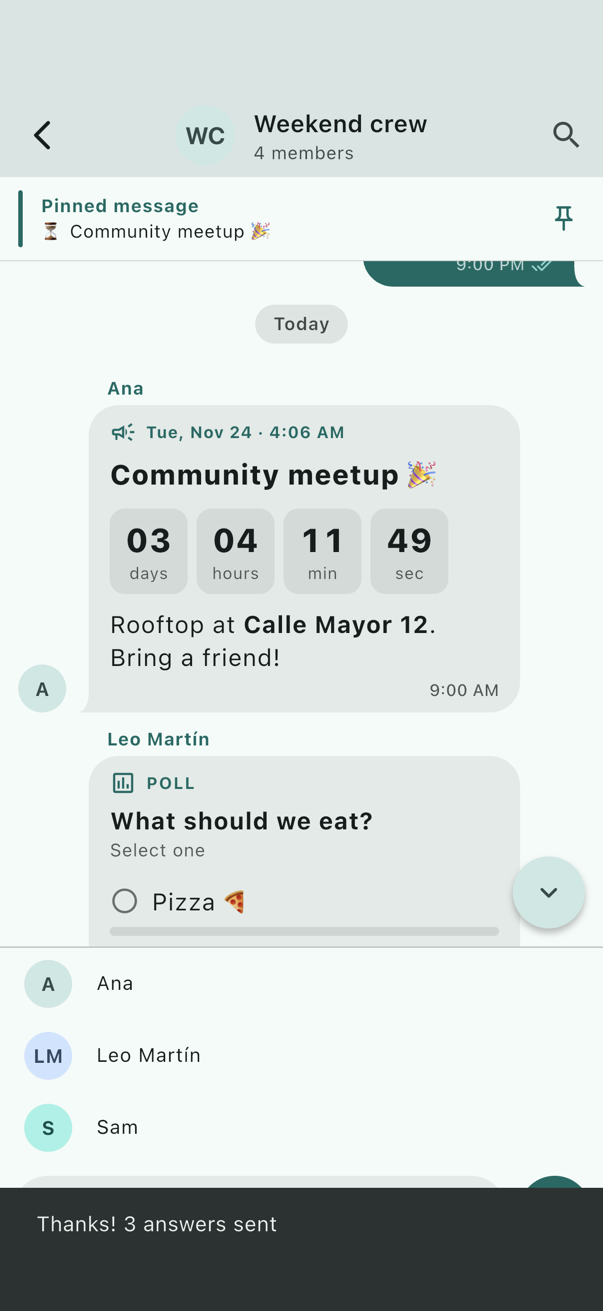 WC
Weekend crew
4 members
Pinned message
⏳ Community meetup 🎉
9:00 PM
Today
Ana
Tue, Nov 24 · 4:06 AM
Community meetup 🎉
03 04 11 49
days hours min sec
Rooftop at Calle Mayor 12.
Bring a friend!
9:00 AM
A
Leo Martín
POLL
What should we eat?
Select one
Pizza 🍕
A Ana
LM Leo Martín
S Sam
Thanks! 3 answers sent